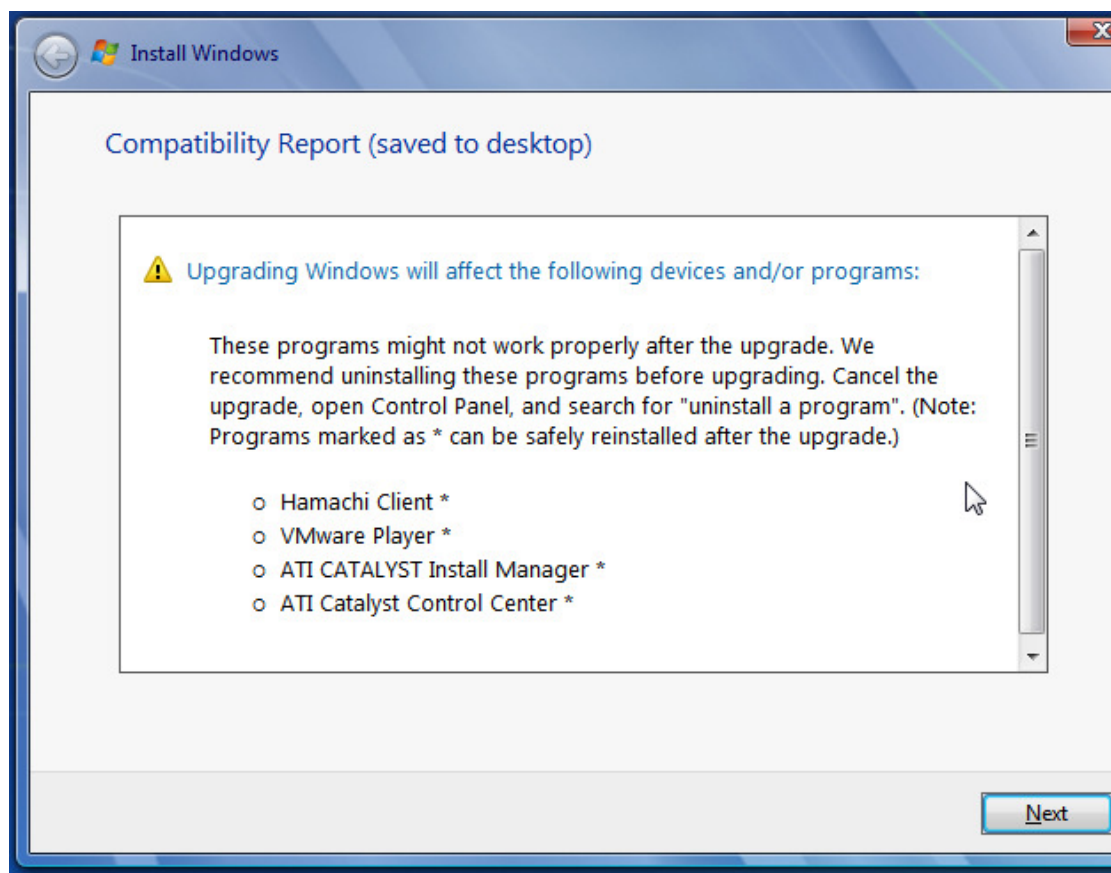 Install Windows
Compatibility Report (saved to desktop)
Upgrading Windows will affect the following devices and/or programs:
These programs might not work properly after the upgrade. We
recommend uninstalling these programs before upgrading. Cancel the
upgrade, open Control Panel, and search for "uninstall a program". (Note:
Programs marked as * can be safely reinstalled after the upgrade.)
o Hamachi Client *
o VMware Player *
o ATI CATALYST Install Manager *
o ATI Catalyst Control Center *
Next